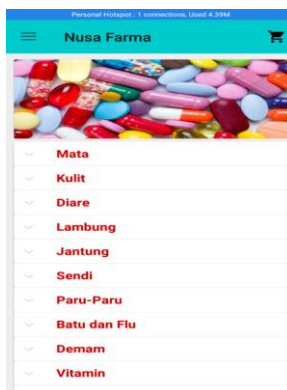 Personal Hotspot : 1 connections, Used 4.39M
Nusa Farma
Mata
Kulit
Diare
Lambung
Jantung
Sendi
Paru-Paru
Batu dan Flu
Demam
Vitamin